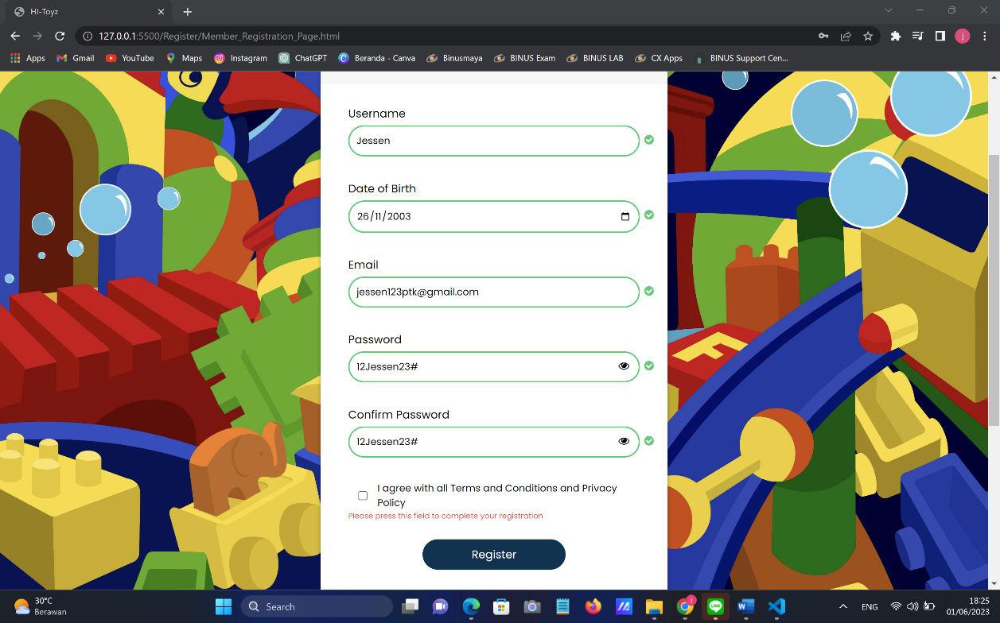 HI-Toyz
127.0.0.1:5500/Register/Member_Registration_Page.html
j
Apps Gmail YouTube Maps Instagram ChatGPT Beranda - Canva Binusmaya BINUS Exam BINUS LAB CX Apps BINUS Support Cen...
Username
Jessen
Date of Birth
26/11/2003
Email
jessen123ptk@gmail.com
Password
12Jessen23#
Confirm Password
12Jessen23#
I agree with all Terms and Conditions and Privacy
Policy
Please press this field to complete your registration
Register
F
30°C
Berawan
Search
ENG
18:25
01/06/2023